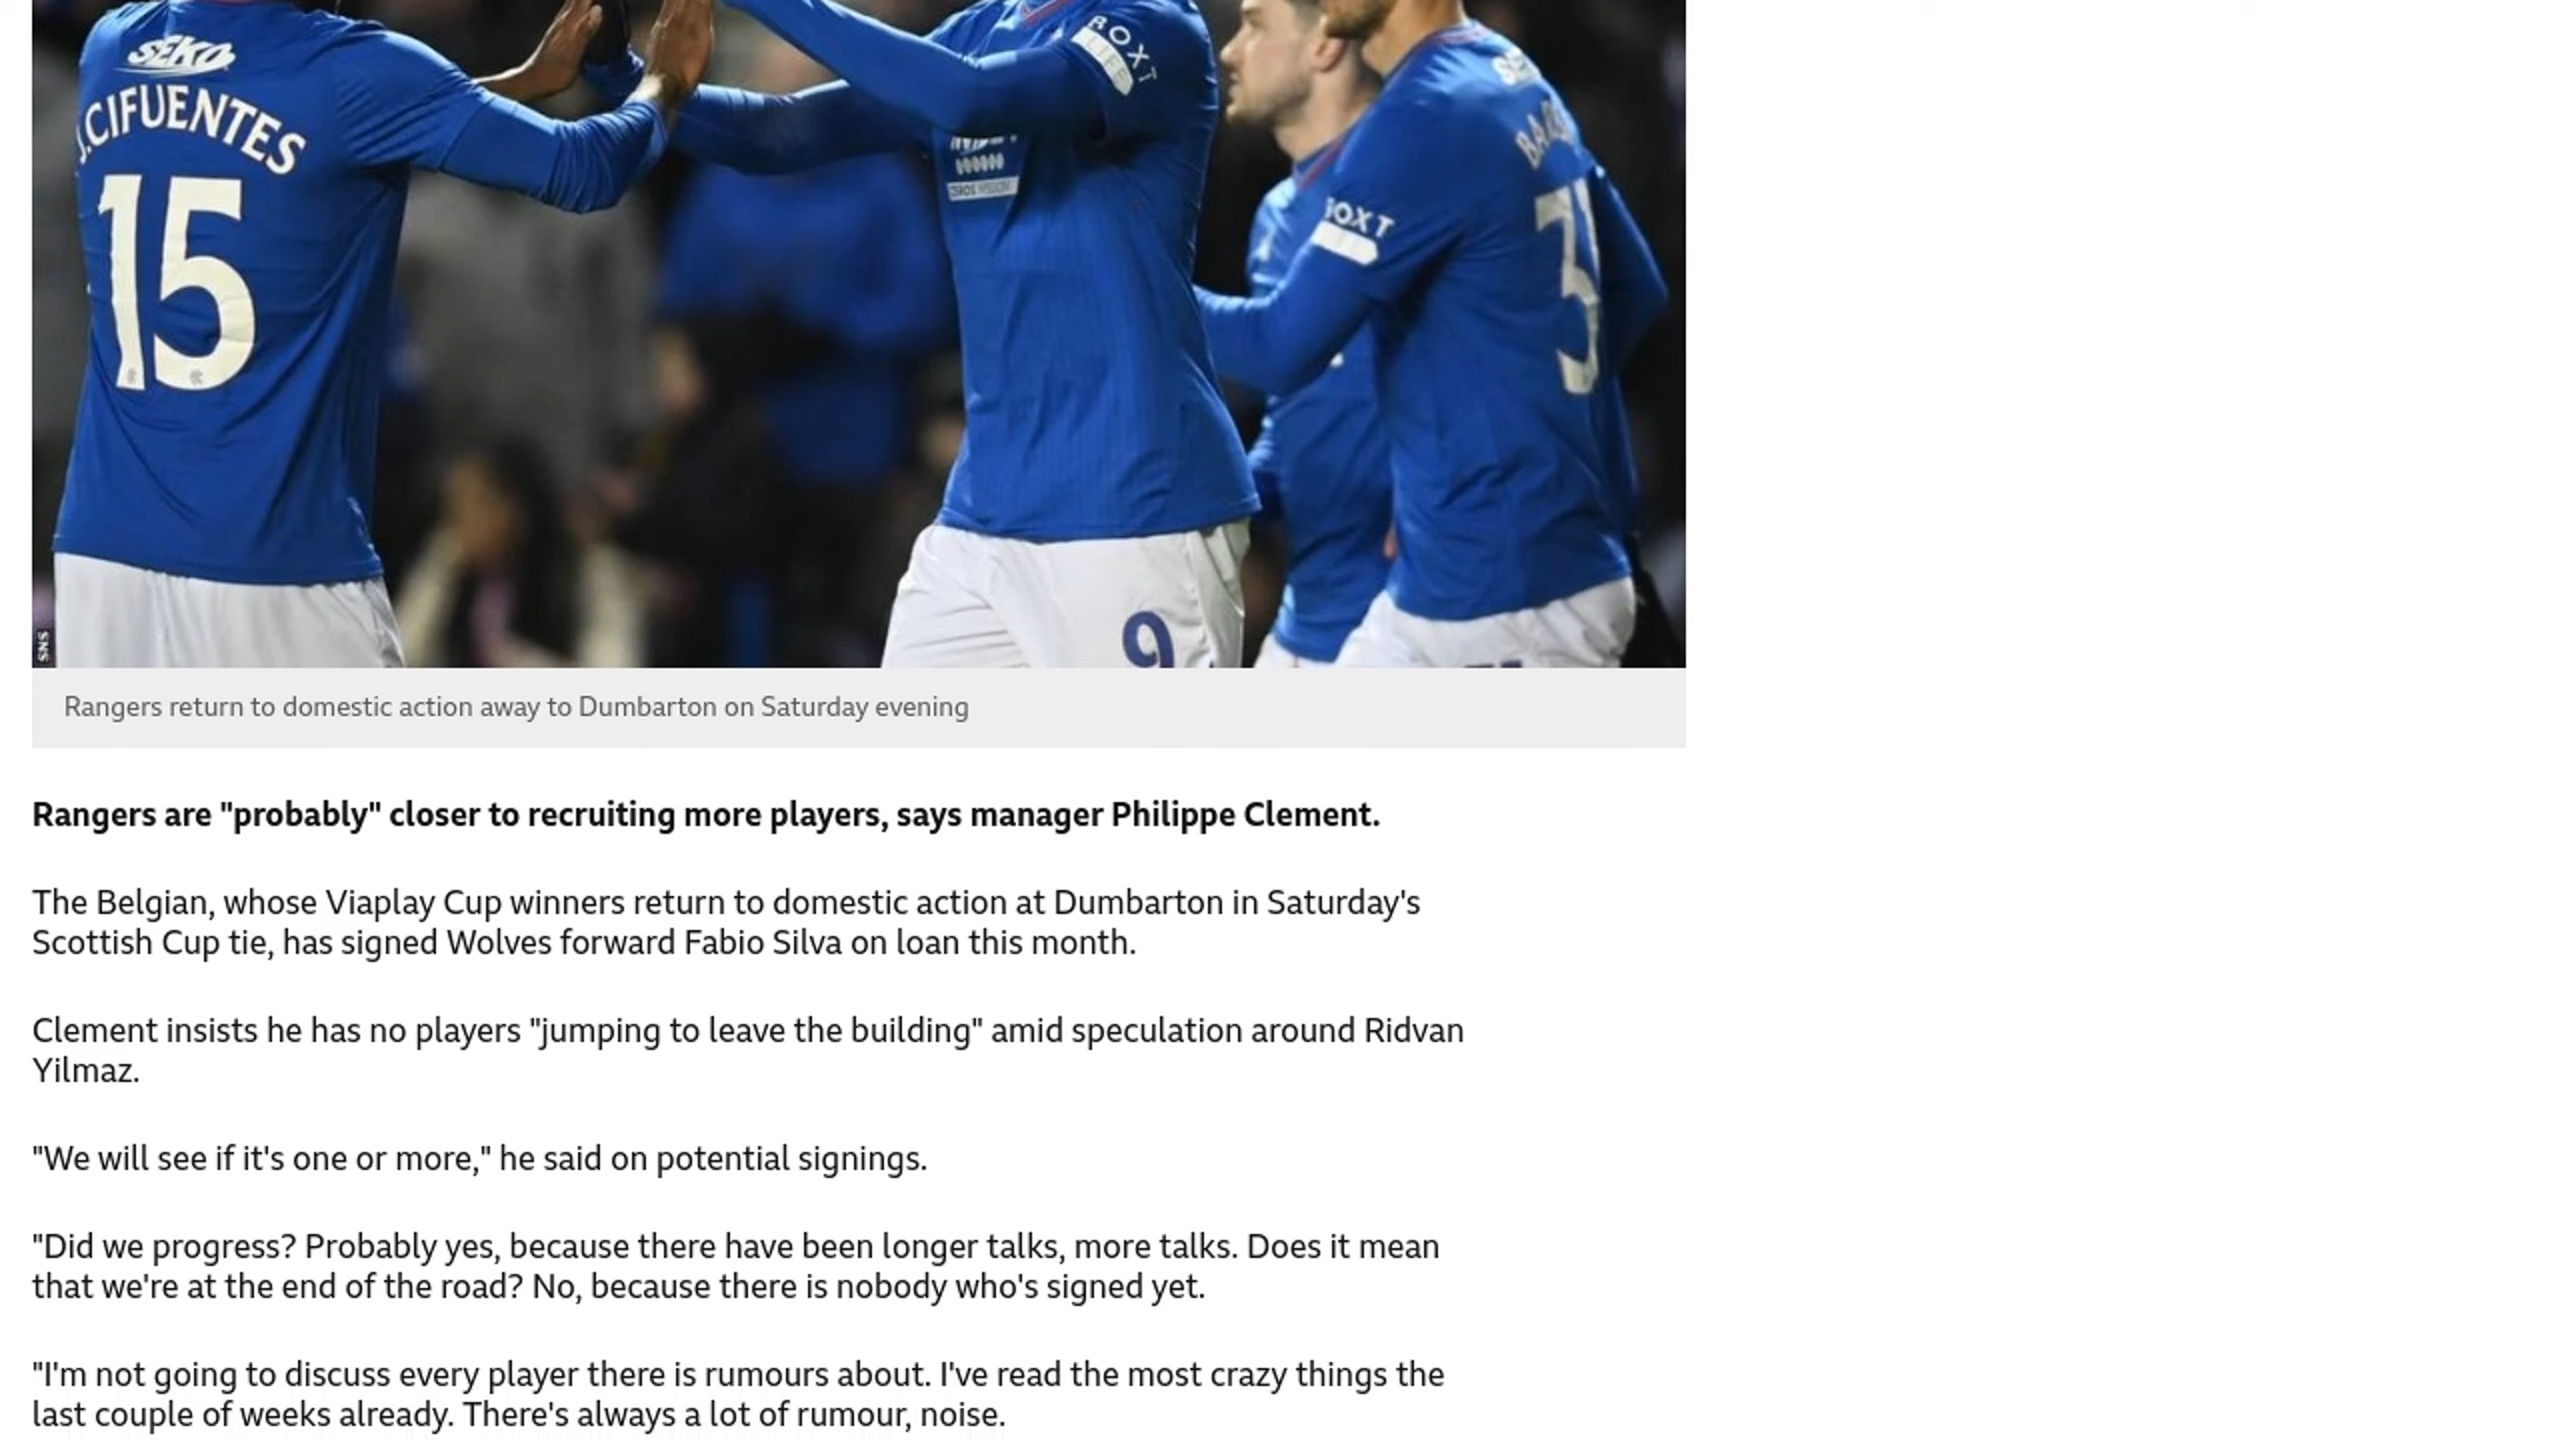 SEKO
J.CIFUENTES
15
ROXT
LIFE
ROXT
9
SNS
Rangers return to domestic action away to Dumbarton on Saturday evening
Rangers are "probably" closer to recruiting more players, says manager Philippe Clement.
The Belgian, whose Viaplay Cup winners return to domestic action at Dumbarton in Saturday's
Scottish Cup tie, has signed Wolves forward Fabio Silva on loan this month.
Clement insists he has no players "jumping to leave the building" amid speculation around Ridvan
Yilmaz.
"We will see if it's one or more," he said on potential signings.
"Did we progress? Probably yes, because there have been longer talks, more talks. Does it mean
that we're at the end of the road? No, because there is nobody who's signed yet.
"I'm not going to discuss every player there is rumours about. I've read the most crazy things the
last couple of weeks already. There's always a lot of rumour, noise.